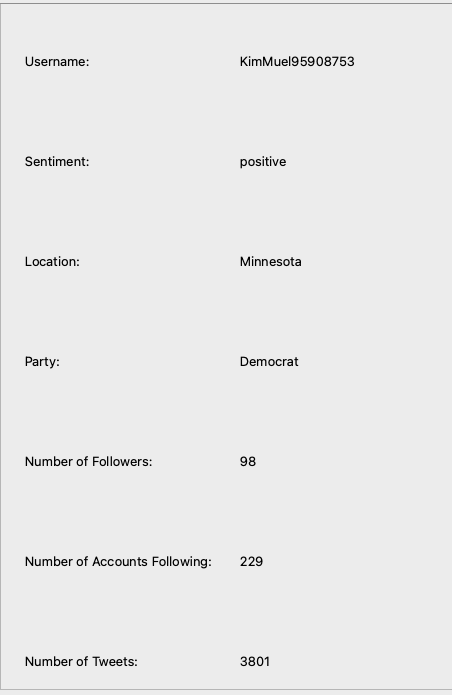 Username: KimMuel95908753
Sentiment: positive
Location: Minnesota
Party: Democrat
Number of Followers: 98
Number of Accounts Following: 229
Number of Tweets: 3801